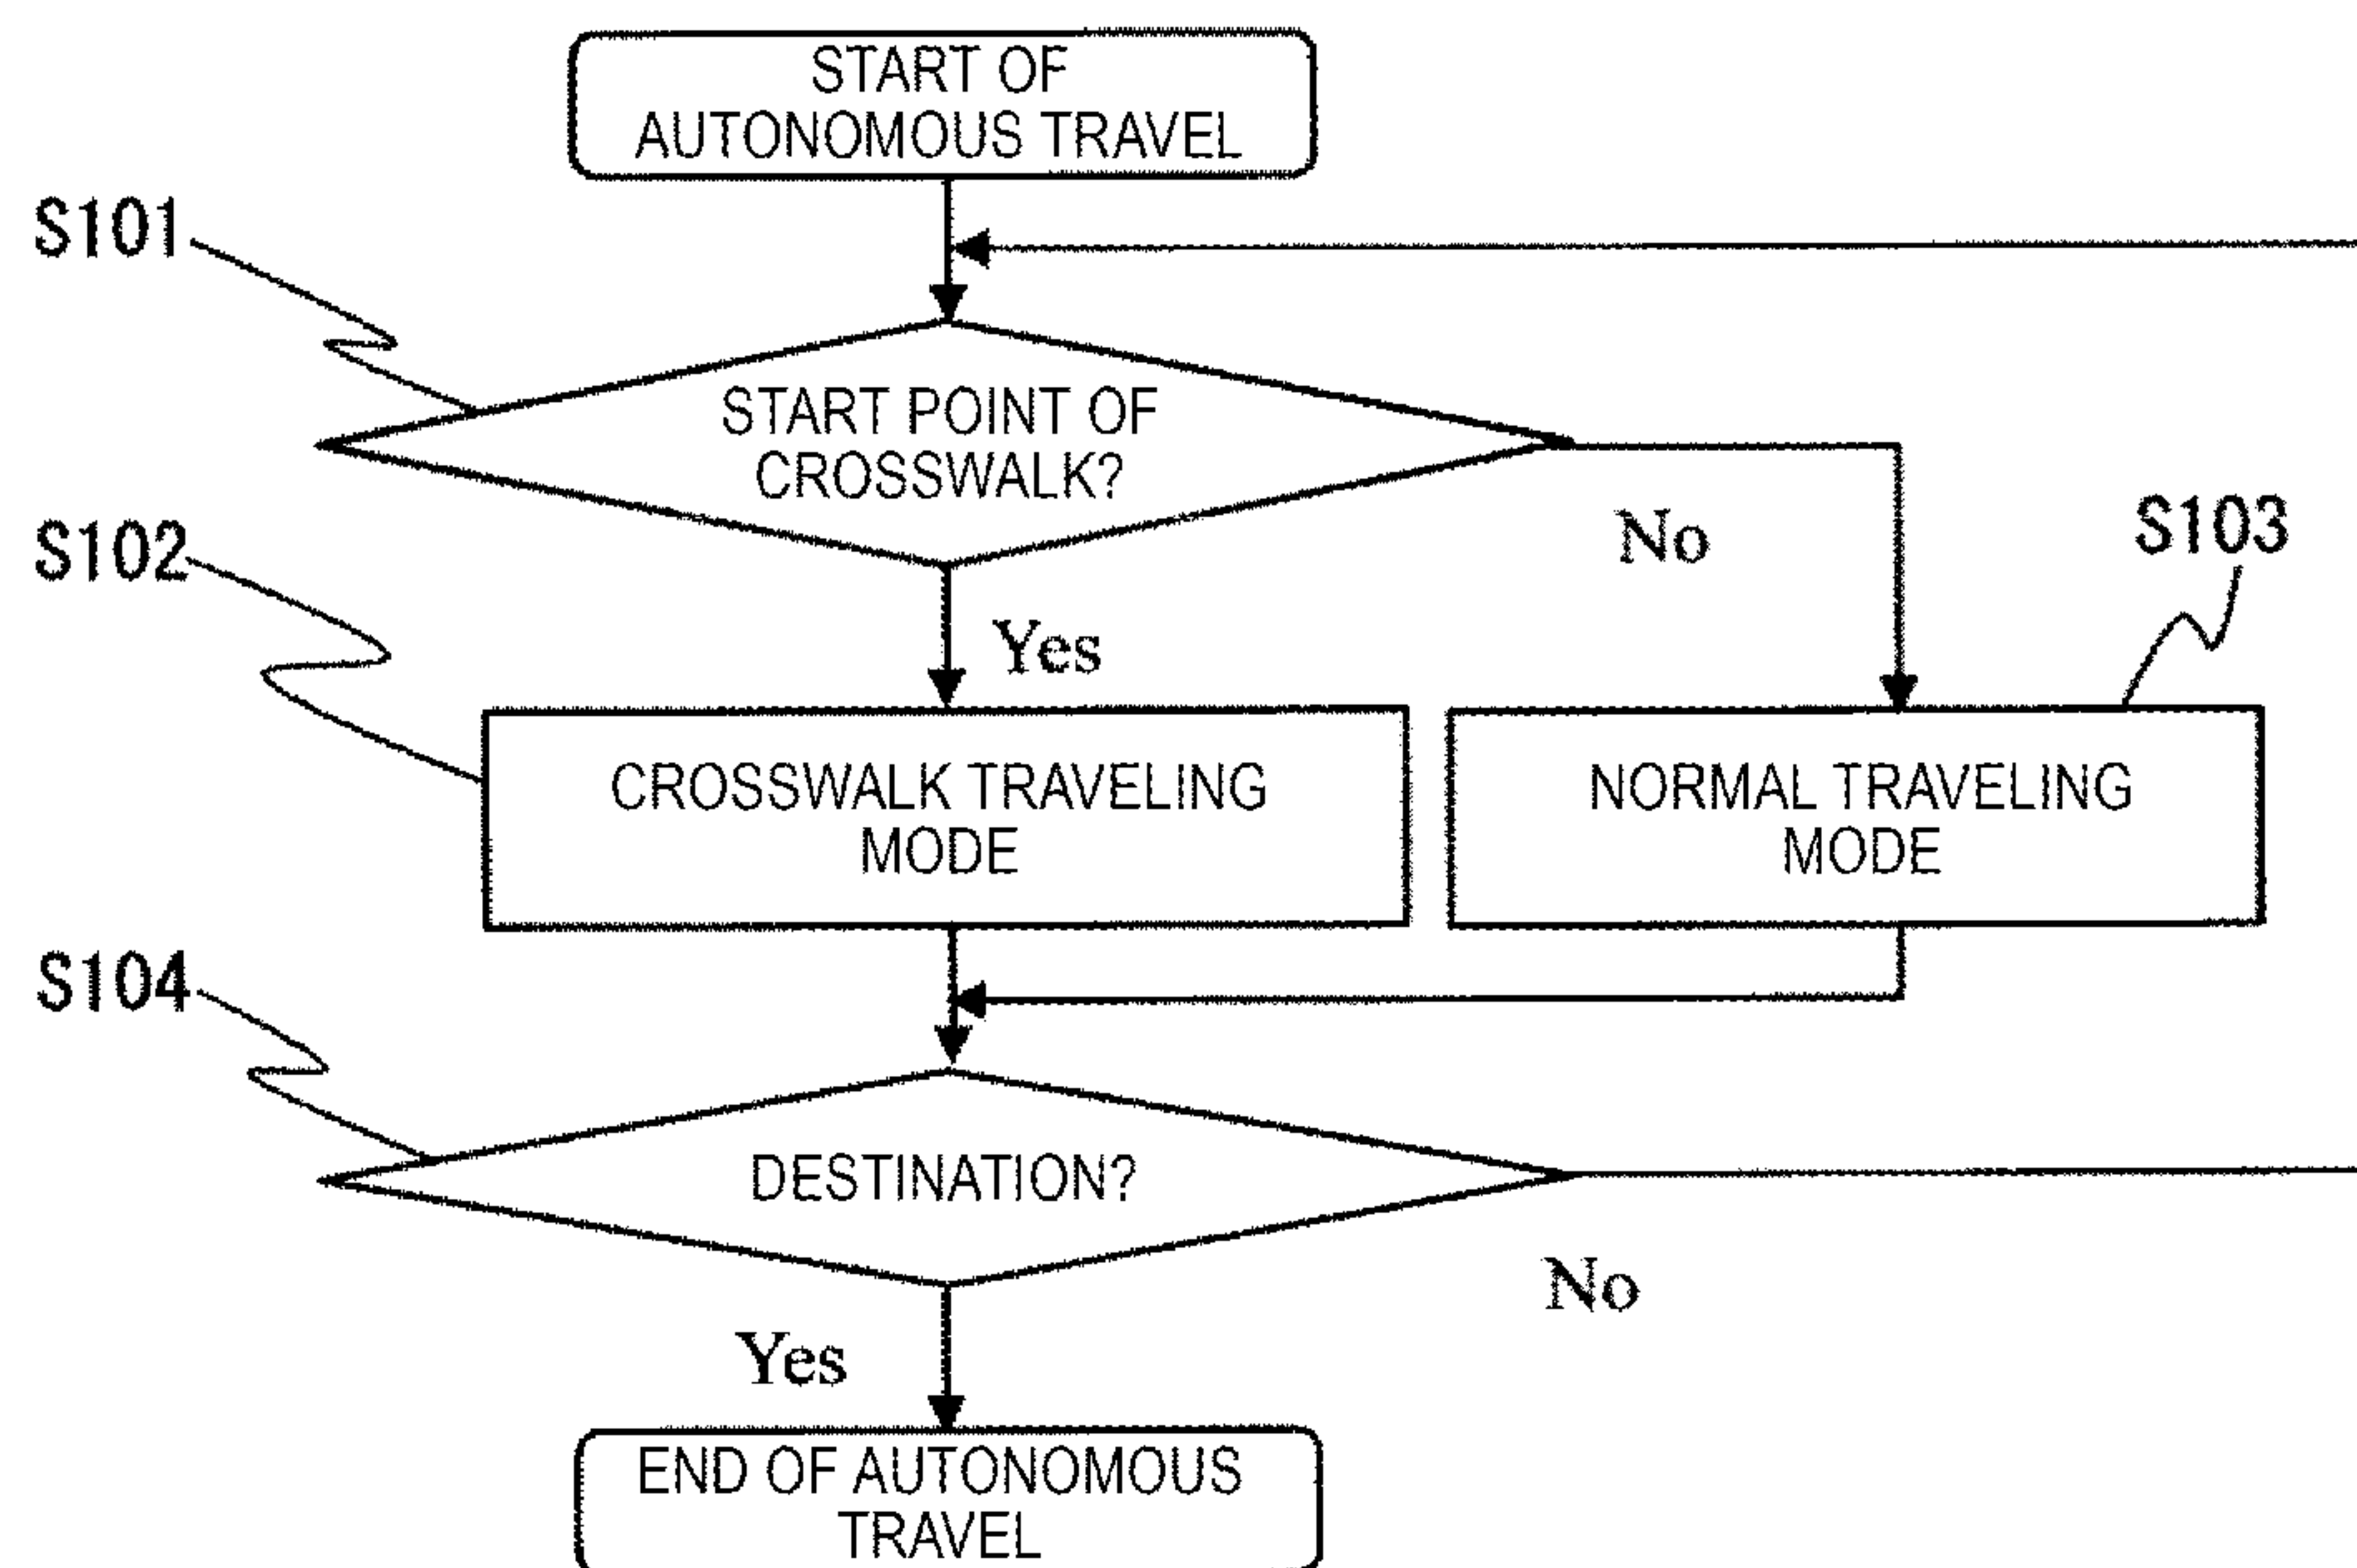 START OF
AUTONOMOUS TRAVEL
S101
START POINT OF
CROSSWALK?
No
S103
S102
Yes
CROSSWALK TRAVELING
MODE
NORMAL TRAVELING
MODE
S104
DESTINATION?
No
Yes
END OF AUTONOMOUS
TRAVEL